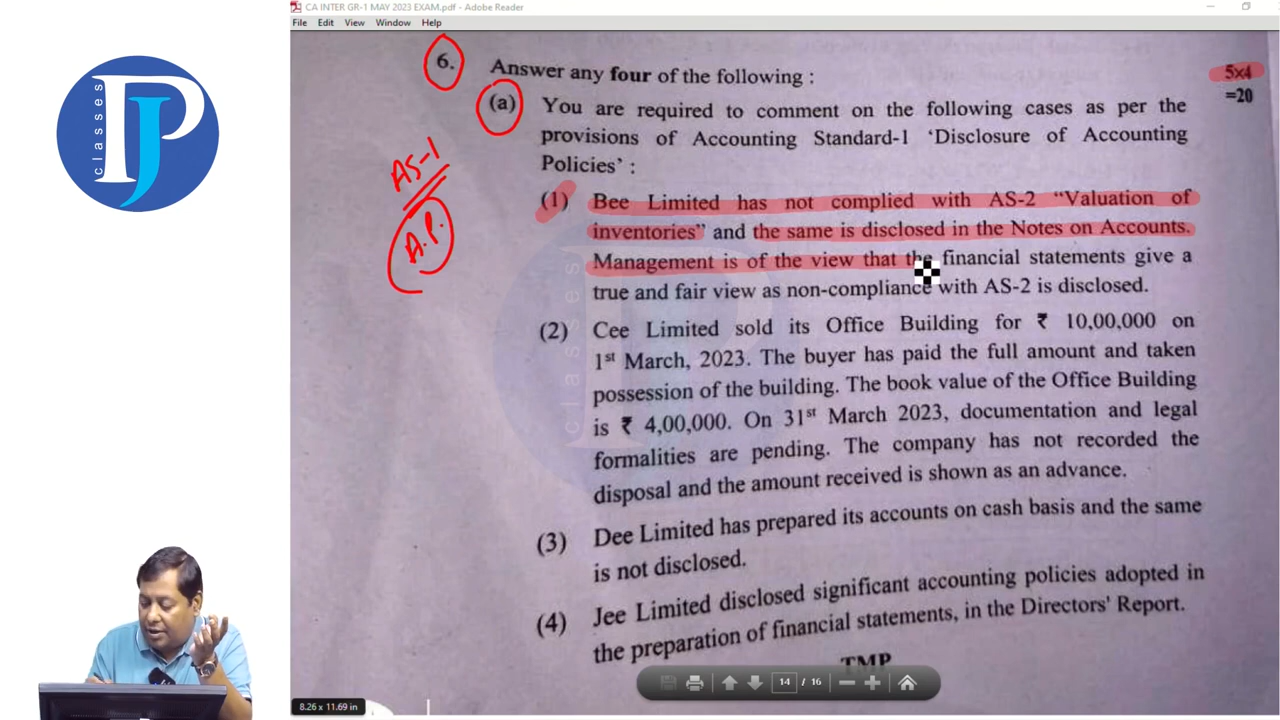 CA INTER GR-1 MAY 2023 EXAM.pdf - Adobe Reader
File Edit View Window Help
classes
PJ
6. Answer any four of the following :
5x4
=20
(a) You are required to comment on the following cases as per the
provisions of Accounting Standard-1 ‘Disclosure of Accounting
Policies’ :
AS-1
A.P.
(1) Bee Limited has not complied with AS-2 “Valuation of
inventories” and the same is disclosed in the Notes on Accounts.
Management is of the view that the financial statements give a
true and fair view as non-compliance with AS-2 is disclosed.
(2) Cee Limited sold its Office Building for ₹ 10,00,000 on
1st March, 2023. The buyer has paid the full amount and taken
possession of the building. The book value of the Office Building
is ₹ 4,00,000. On 31st March 2023, documentation and legal
formalities are pending. The company has not recorded the
disposal and the amount received is shown as an advance.
(3) Dee Limited has prepared its accounts on cash basis and the same
is not disclosed.
(4) Jee Limited disclosed significant accounting policies adopted in
the preparation of financial statements, in the Directors' Report.
TMP
14 / 16
8.26 x 11.69 in
classes